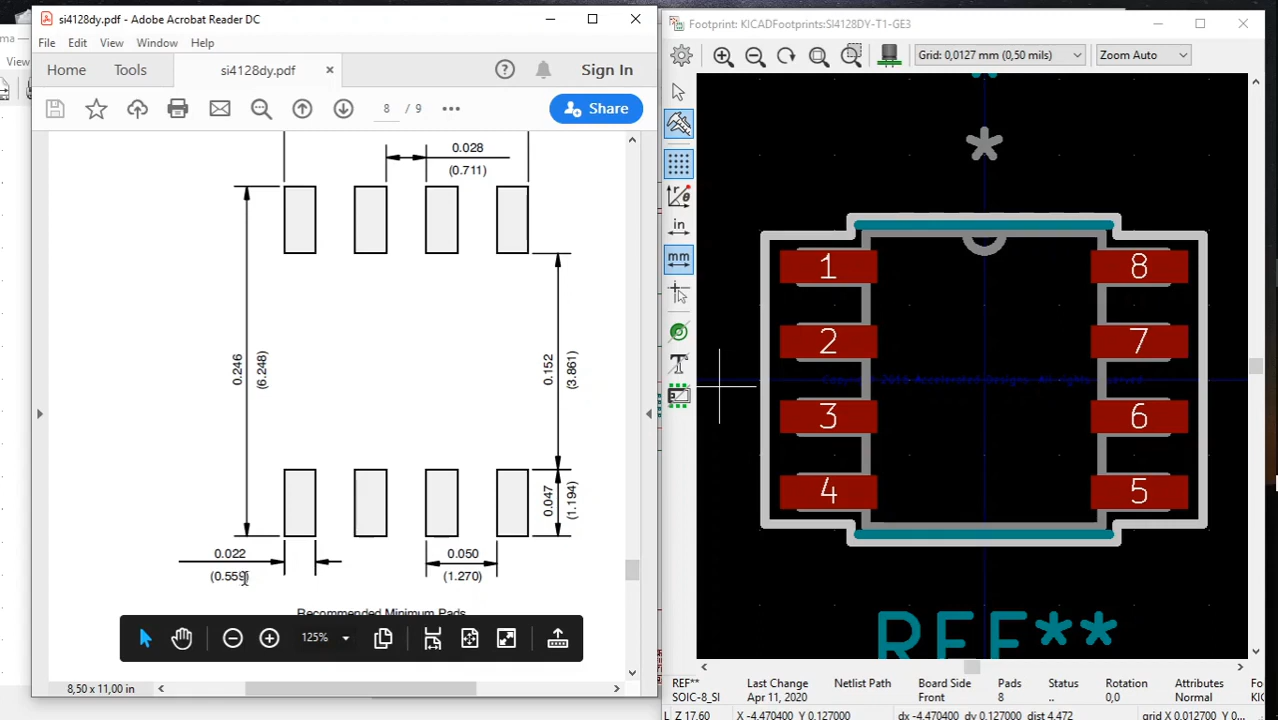 si4128dy.pdf - Adobe Acrobat Reader DC
File Edit View Window Help
Home Tools si4128dy.pdf × Sign In
8 / 9 Share
0.028
(0.711)
0.246
(6.248)
0.152
(3.861)
0.047
(1.194)
0.022
(0.559)
0.050
(1.270)
Recommended Minimum Pads
125%
8,50 x 11,00 in
ma
View
Footprint: KICADFootprints:SI4128DY-T1-GE3
Grid: 0,0127 mm (0,50 mils) Zoom Auto
in
mm
**
*
1 8
2 7
3 6
4 5
REF**
REF** Last Change Netlist Path Board Side Pads Status Rotation Attributes Fo
SOIC-8_SI Apr 11, 2020 Front 8 .. 0,0 Normal KI
Z 17.60 X -4.470400 Y 0.127000 dx -4.470400 dy 0.127000 dist 4.472 grid X 0.012700 Y 0...